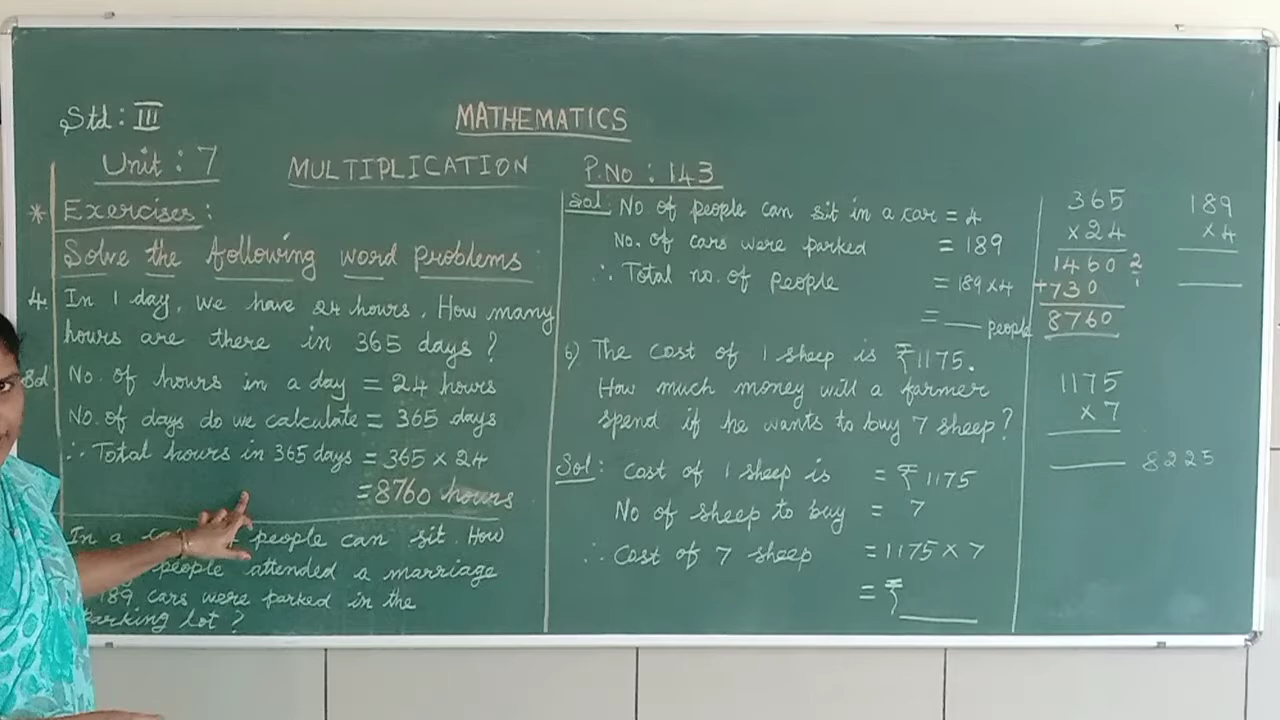 Std: III
MATHEMATICS
Unit: 7
MULTIPLICATION
P.No: 143
* Exercises:
Solve the following word problems
4. In 1 day, we have 24 hours. How many
hours are there in 365 days?
No. of hours in a day = 24 hours
No. of days do we calculate = 365 days
∴ Total hours in 365 days = 365 × 24
= 8760 hours
In a people can sit. How
people attended a marriage
189 cars were parked in the
parking lot?
Sol: No of people can sit in a car = 4
No. of cars were parked = 189
∴ Total no. of people = 189 × 4
= ___ people
6) The cost of 1 sheep is ₹1175.
How much money will a farmer
spend if he wants to buy 7 sheep?
Sol: Cost of 1 sheep is = ₹1175
No of sheep to buy = 7
∴ Cost of 7 sheep = 1175 × 7
= ₹ ____
365
×24
1460 2
+730 1
8760
189
×4
1175
×7
8225